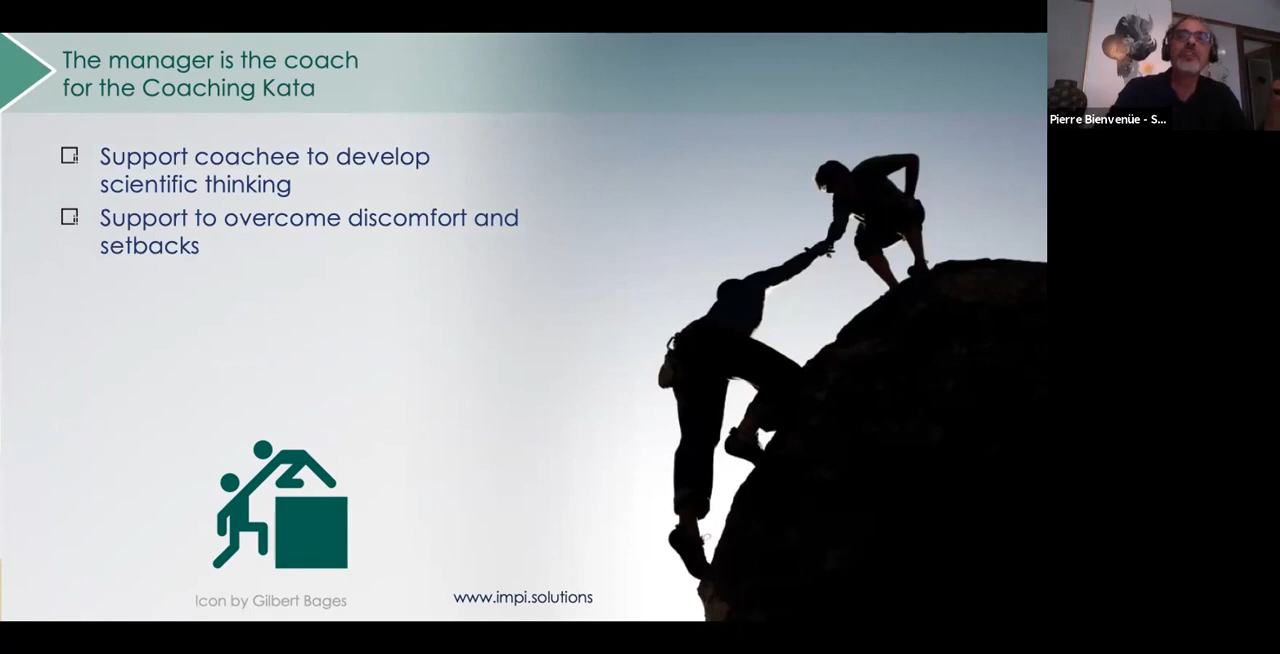 The manager is the coach
for the Coaching Kata
Support coachee to develop
scientific thinking
Support to overcome discomfort and
setbacks
Icon by Gilbert Bages
www.impi.solutions
Pierre Bienvenüe - S...